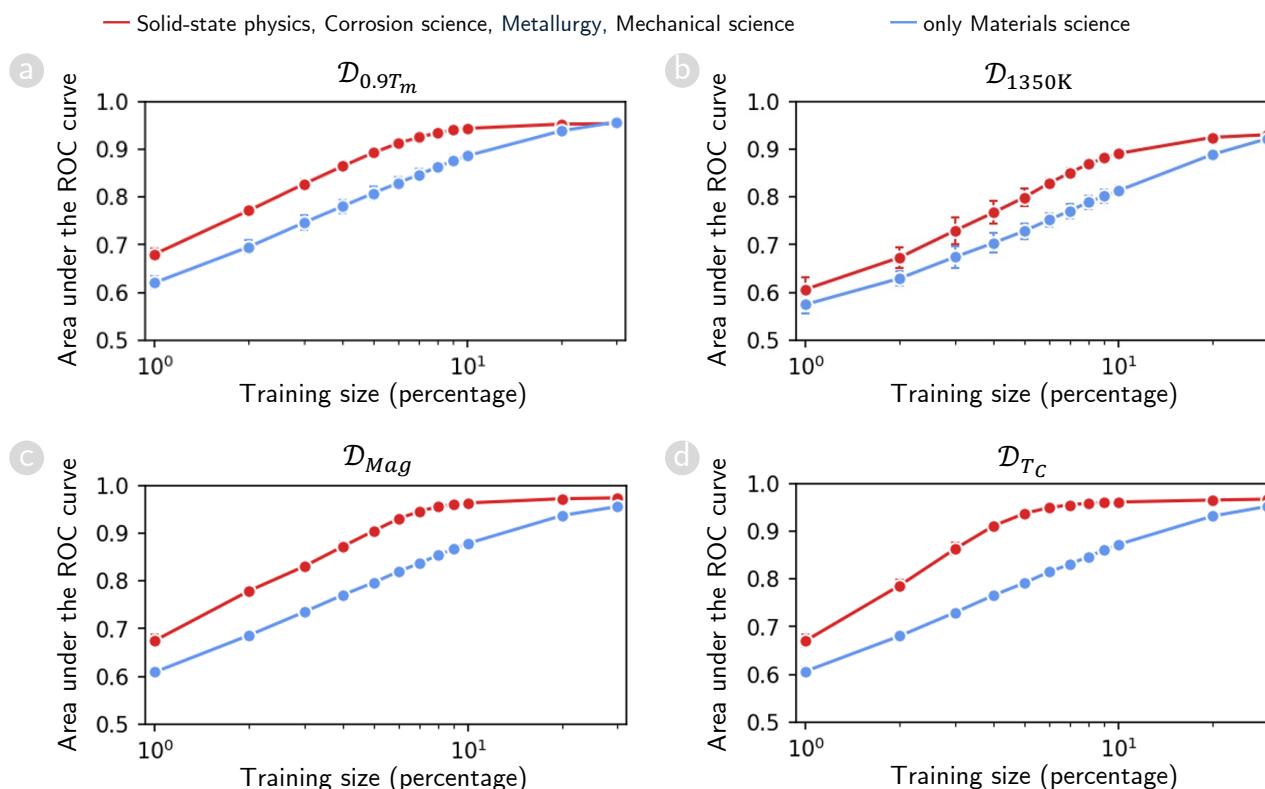 Solid-state physics, Corrosion science, Metallurgy, Mechanical science only Materials science
a
𝒟0.9Tm
Area under the ROC curve
1.0
0.9
0.8
0.7
0.6
0.5
10⁰ 10¹
Training size (percentage)
b
𝒟1350K
Area under the ROC curve
1.0
0.9
0.8
0.7
0.6
0.5
10⁰ 10¹
Training size (percentage)
c
𝒟Mag
Area under the ROC curve
1.0
0.9
0.8
0.7
0.6
0.5
10⁰ 10¹
Training size (percentage)
d
𝒟TC
Area under the ROC curve
1.0
0.9
0.8
0.7
0.6
0.5
10⁰ 10¹
Training size (percentage)